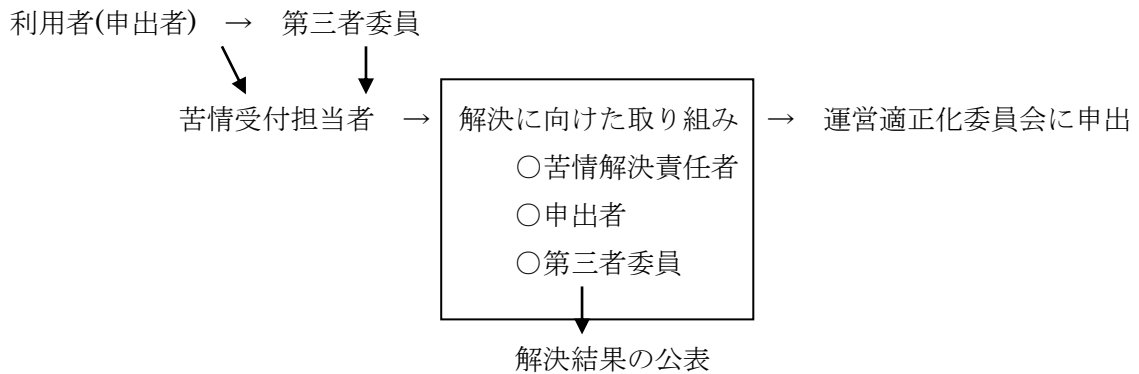 利用者(申出者) → 第三者委員
苦情受付担当者 → 解決に向けた取り組み → 運営適正化委員会に申出
○苦情解決責任者
○申出者
○第三者委員
解決結果の公表